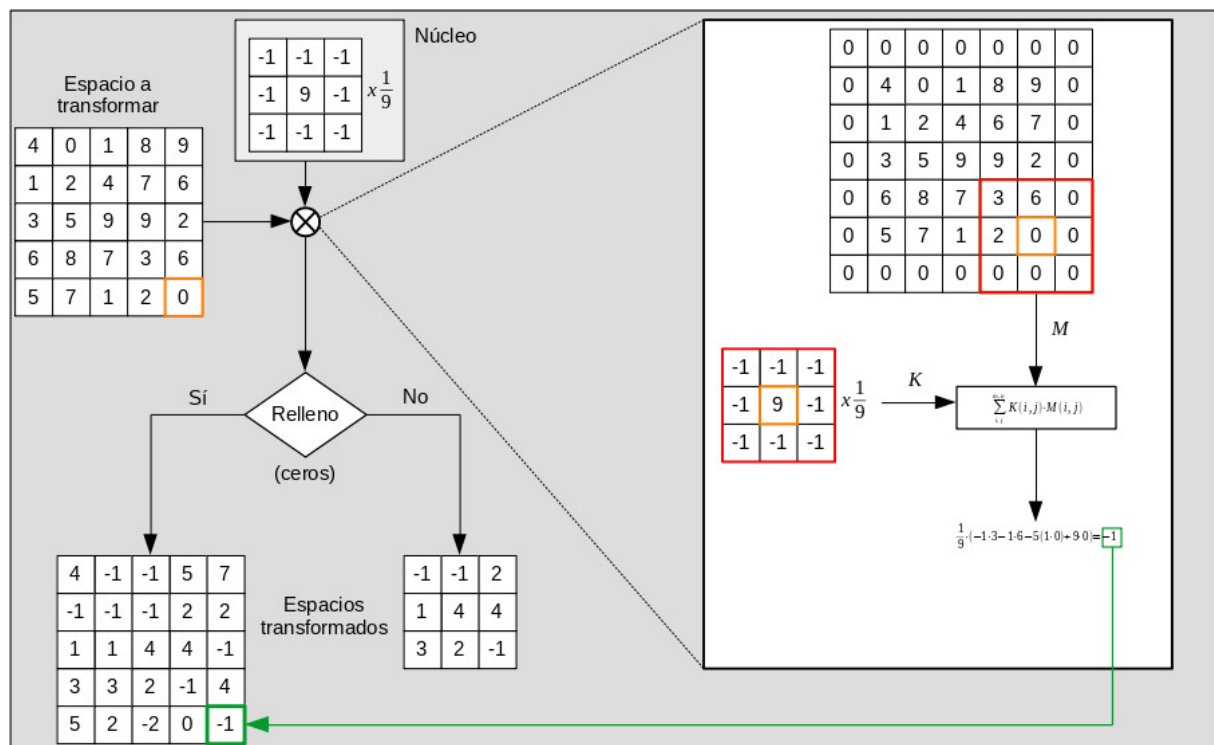 Núcleo
-1 -1 -1
-1 9 -1
-1 -1 -1
x 1/9
Espacio a
transformar
4 0 1 8 9
1 2 4 7 6
3 5 9 9 2
6 8 7 3 6
5 7 1 2 0
Relleno
Sí
No
(ceros)
4 -1 -1 5 7
-1 -1 -1 2 2
1 1 4 4 -1
3 3 2 -1 4
5 2 -2 0 -1
Espacios
transformados
-1 -1 2
1 4 4
3 2 -1
0 0 0 0 0 0 0
0 4 0 1 8 9 0
0 1 2 4 6 7 0
0 3 5 9 9 2 0
0 6 8 7 3 6 0
0 5 7 1 2 0 0
0 0 0 0 0 0 0
M
-1 -1 -1
-1 9 -1
-1 -1 -1
x 1/9
K
∑ K(i,j)·M(i,j)
i,j
1/9·(−1·3−1·6−5(1·0)+9 0)=−1